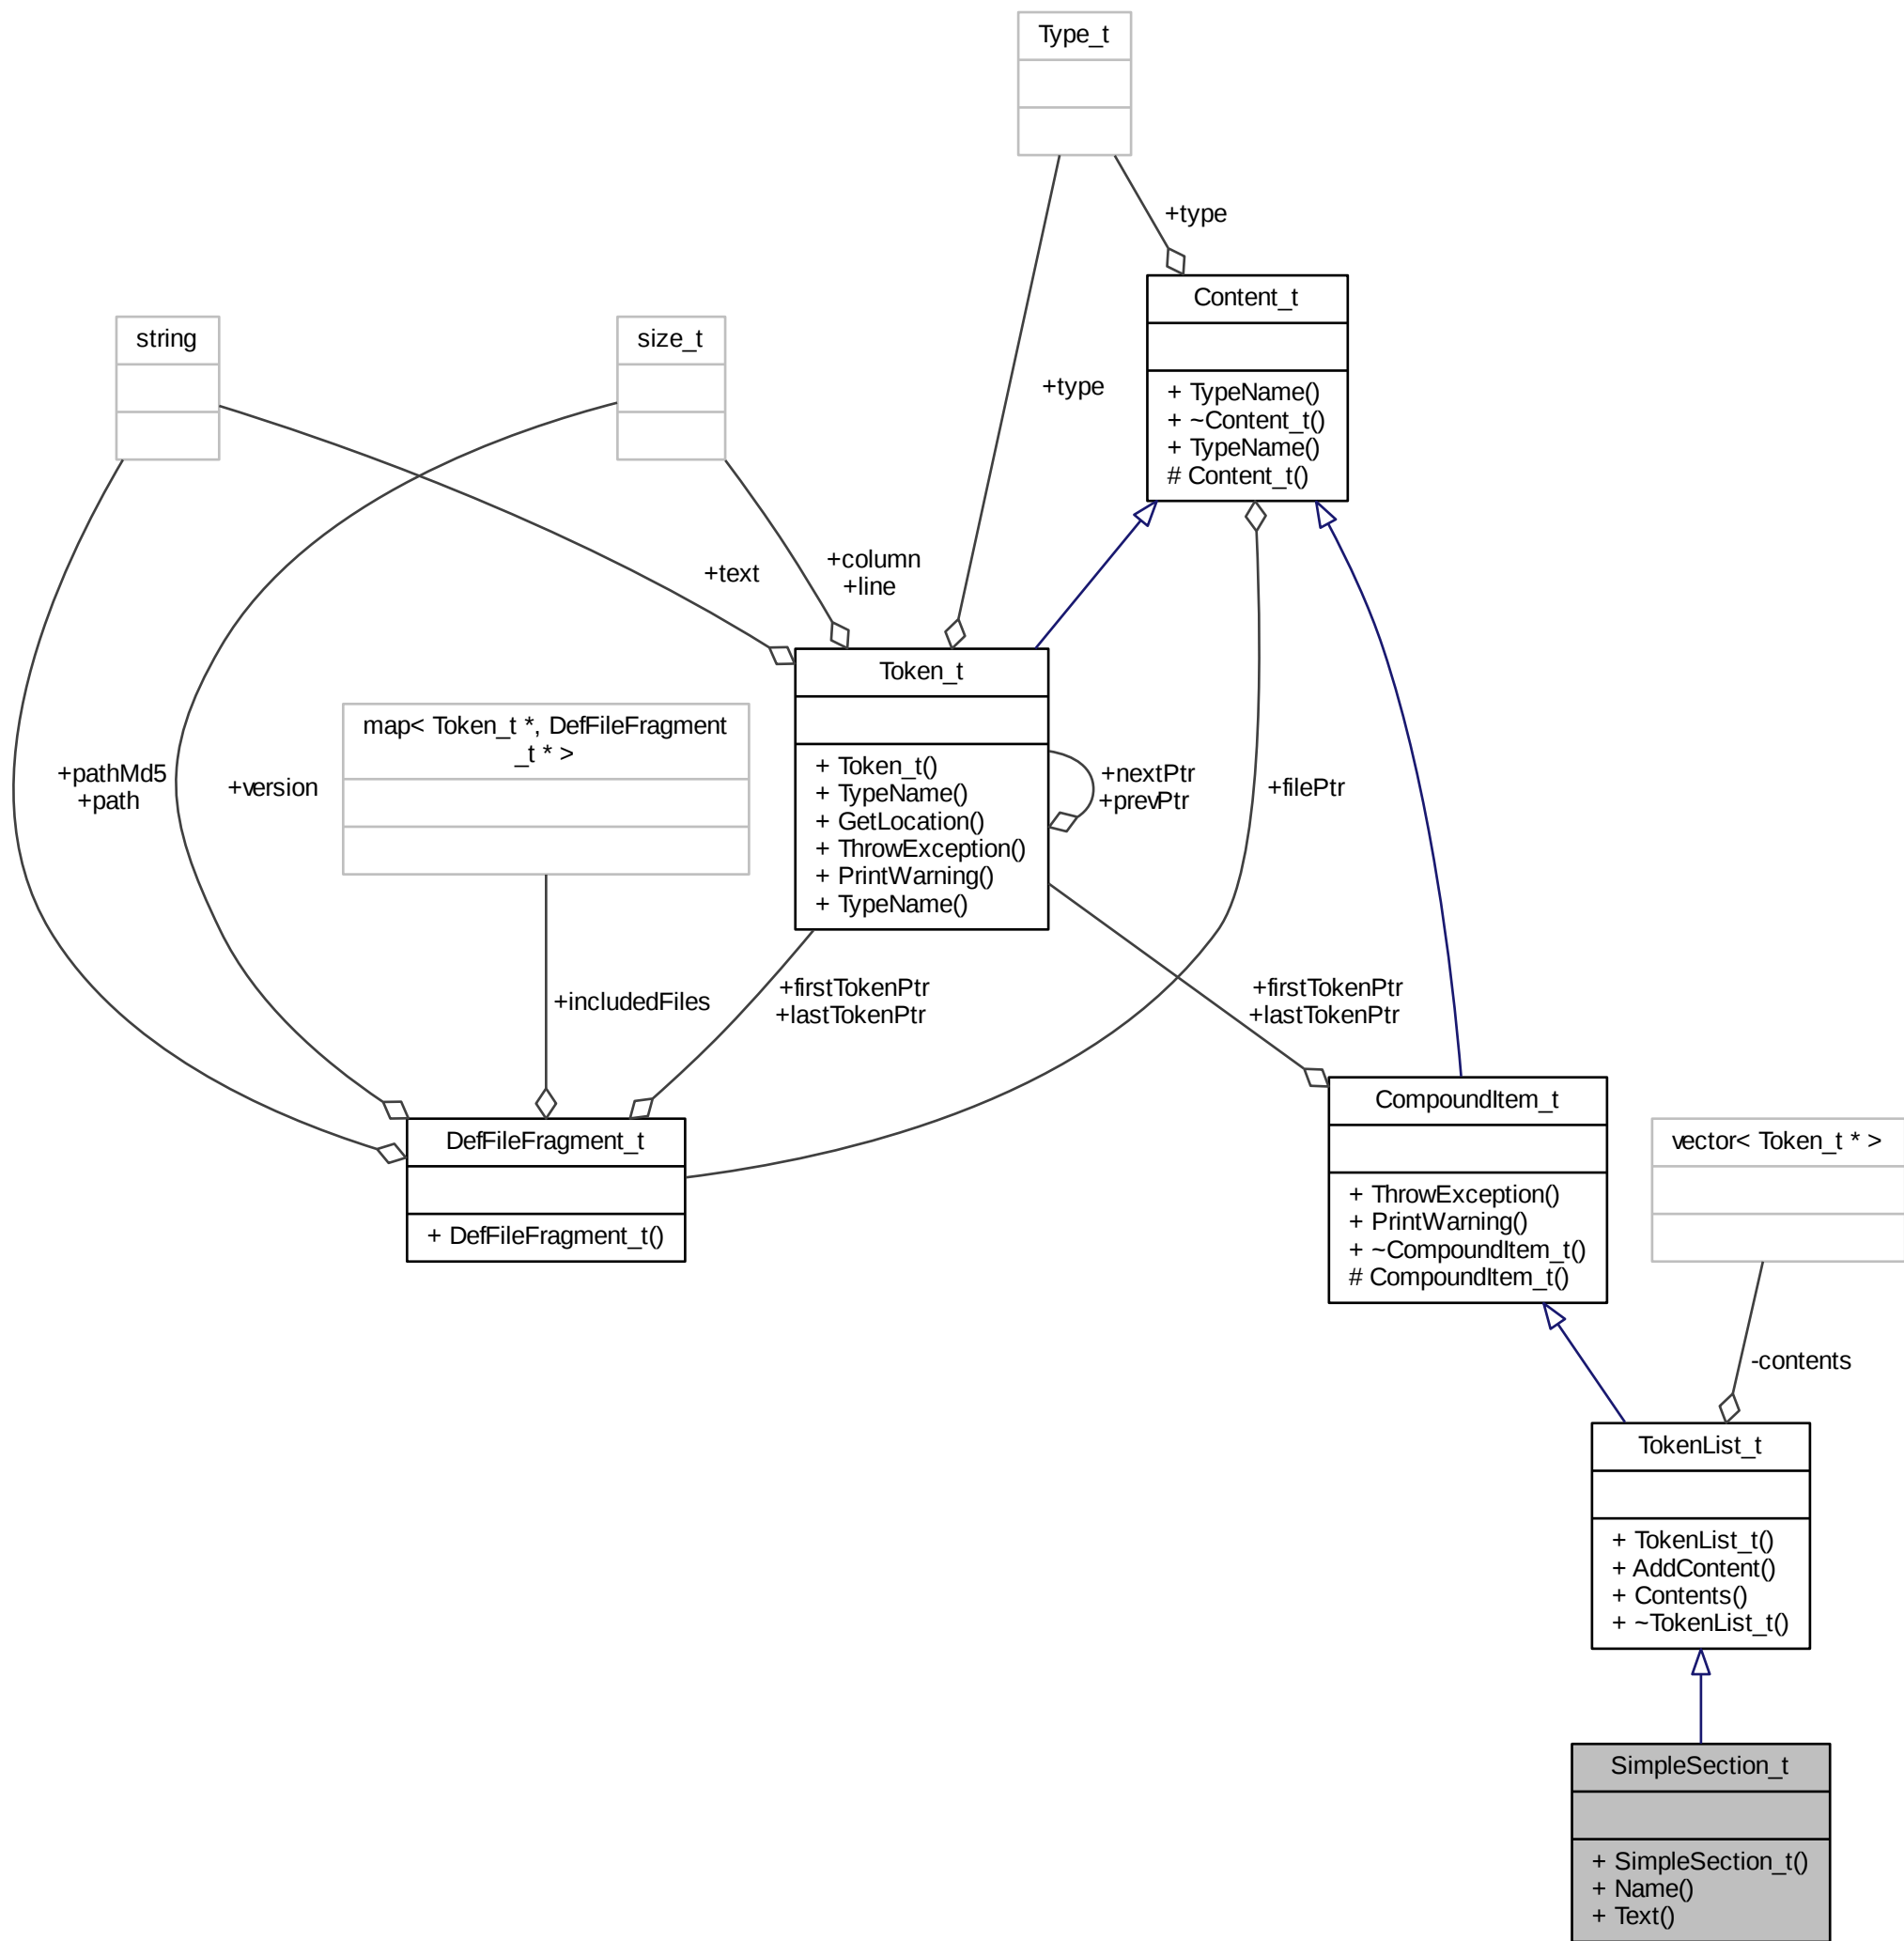 Type_t
+type
Content_t
+ TypeName()
+ ~Content_t()
+ TypeName()
# Content_t()
string
size_t
+type
+text
+column
+line
Token_t
+ Token_t()
+ TypeName()
+ GetLocation()
+ ThrowException()
+ PrintWarning()
+ TypeName()
map< Token_t *, DefFileFragment
_t * >
+pathMd5
+path
+version
+nextPtr
+prevPtr
+filePtr
+includedFiles
+firstTokenPtr
+lastTokenPtr
+firstTokenPtr
+lastTokenPtr
DefFileFragment_t
+ DefFileFragment_t()
CompoundItem_t
+ ThrowException()
+ PrintWarning()
+ ~CompoundItem_t()
# CompoundItem_t()
vector< Token_t * >
-contents
TokenList_t
+ TokenList_t()
+ AddContent()
+ Contents()
+ ~TokenList_t()
SimpleSection_t
+ SimpleSection_t()
+ Name()
+ Text()